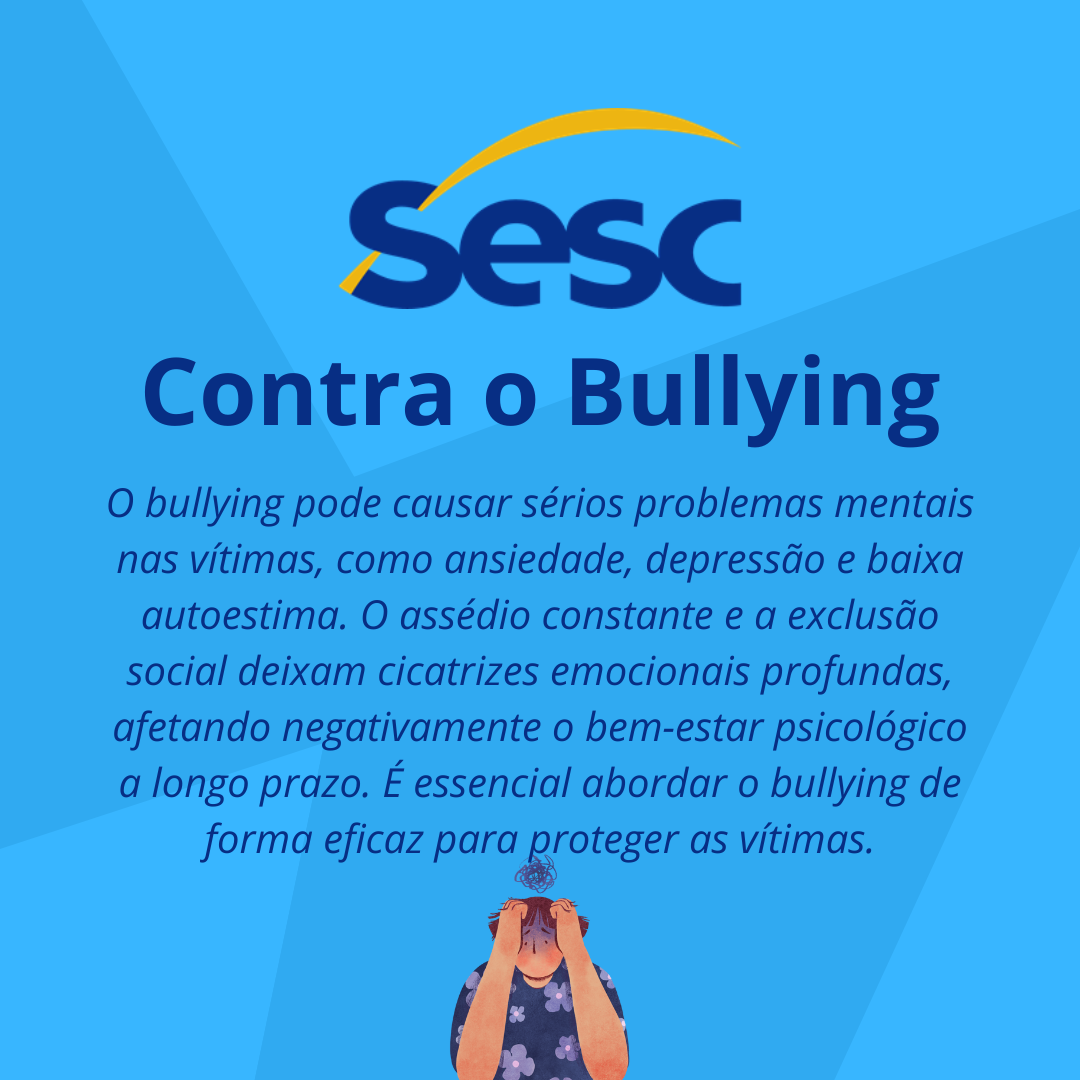 Sesc
Contra o Bullying
O bullying pode causar sérios problemas mentais
nas vítimas, como ansiedade, depressão e baixa
autoestima. O assédio constante e a exclusão
social deixam cicatrizes emocionais profundas,
afetando negativamente o bem-estar psicológico
a longo prazo. É essencial abordar o bullying de
forma eficaz para proteger as vítimas.